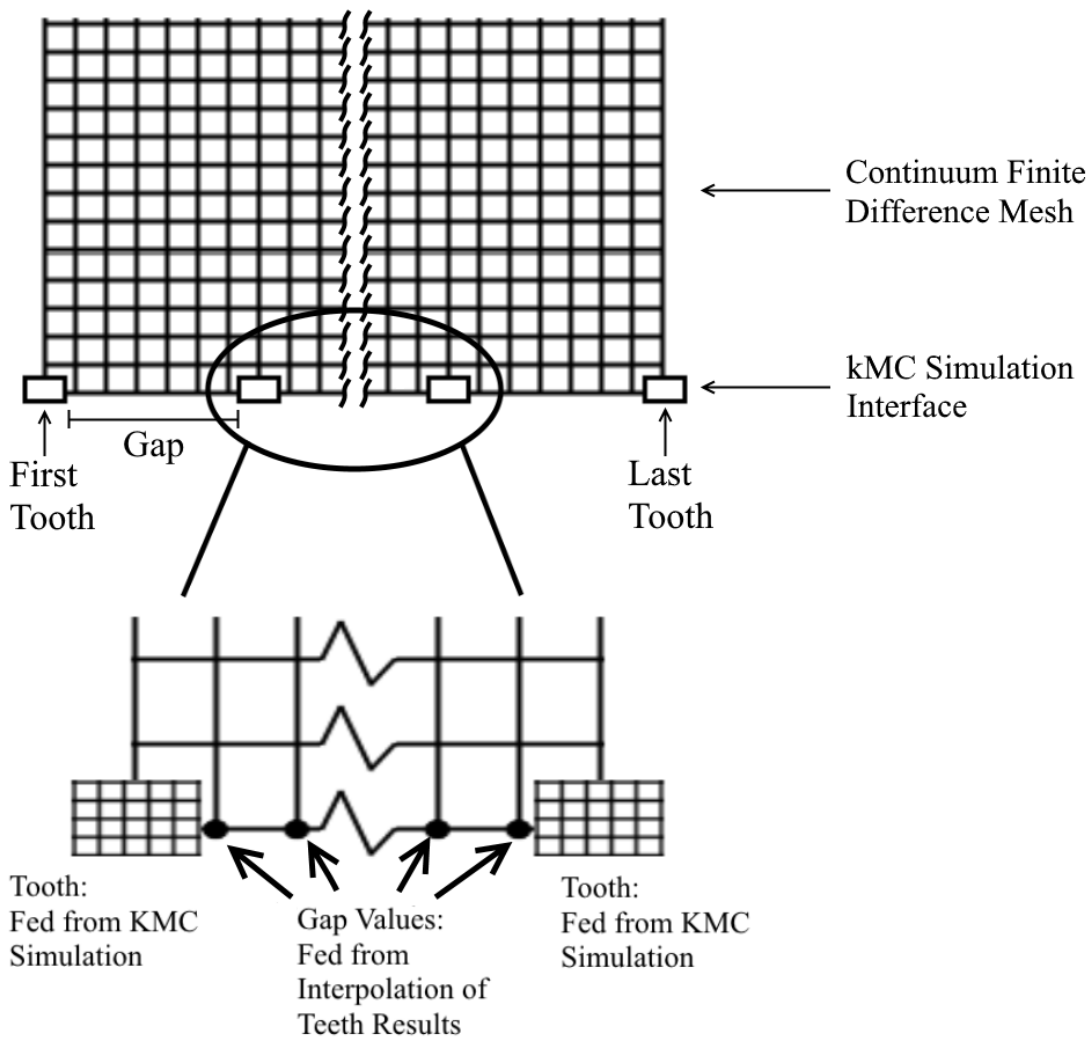 Continuum Finite
Difference Mesh
kMC Simulation
Interface
Gap
First
Tooth
Last
Tooth
Tooth:
Fed from KMC
Simulation
Gap Values:
Fed from
Interpolation of
Teeth Results
Tooth:
Fed from KMC
Simulation